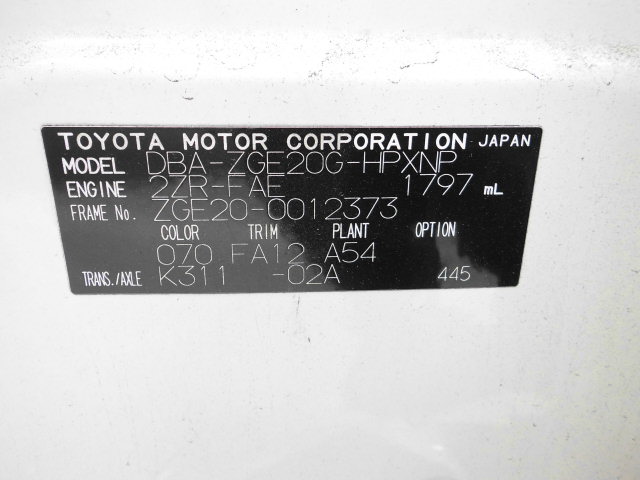 TOYOTA MOTOR CORPORATION JAPAN
MODEL DBA-ZGE20G-HPXNP
ENGINE 2ZR-FAE 1797 mL
FRAME No. ZGE20-0012373
COLOR TRIM PLANT OPTION
070 FA12 A54
TRANS./AXLE K311 -02A 445